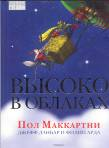 ВЫСОКО
В ОБЛАКАХ
Пол Маккартни
ДЖЕФФ ДАНБАР И ФИЛИП АРДА